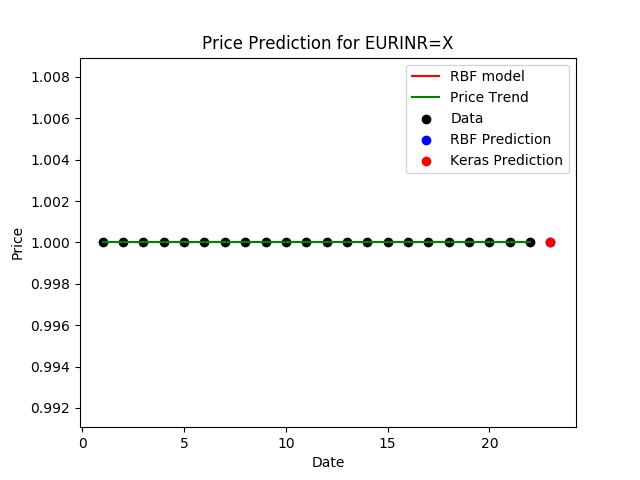 Price Prediction for EURINR=X
RBF model
Price Trend
Data
RBF Prediction
Keras Prediction
Price
1.008
1.006
1.004
1.002
1.000
0.998
0.996
0.994
0.992
0
5
10
15
20
Date